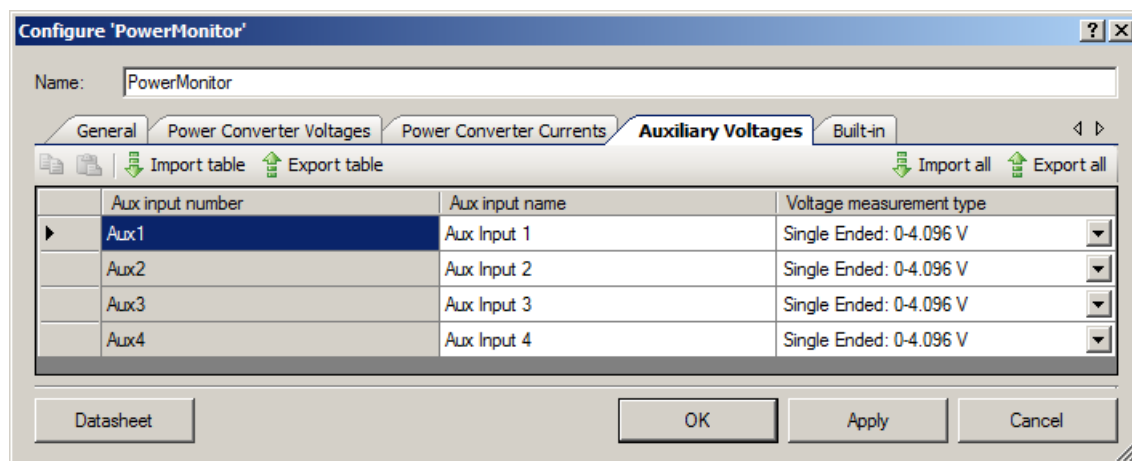 Configure 'PowerMonitor'
Name: PowerMonitor
General Power Converter Voltages Power Converter Currents Auxiliary Voltages Built-in
Import table Export table Import all Export all
Aux input number Aux input name Voltage measurement type
Aux1 Aux Input 1 Single Ended: 0-4.096 V
Aux2 Aux Input 2 Single Ended: 0-4.096 V
Aux3 Aux Input 3 Single Ended: 0-4.096 V
Aux4 Aux Input 4 Single Ended: 0-4.096 V
Datasheet OK Apply Cancel